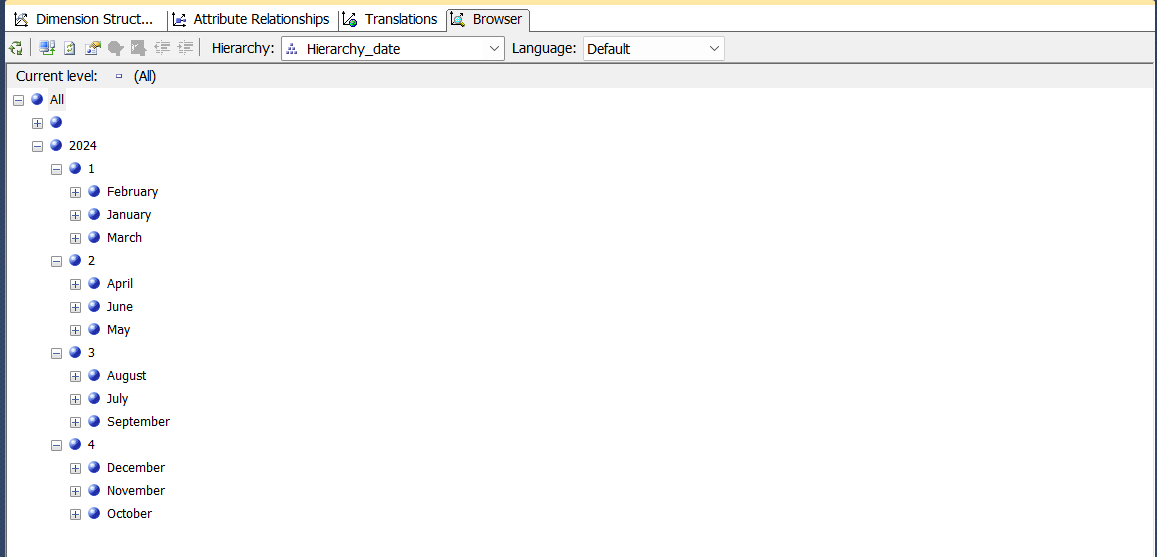 Dimension Struct... Attribute Relationships Translations Browser
Hierarchy: Hierarchy_date Language: Default
Current level: (All)
All
2024
1
February
January
March
2
April
June
May
3
August
July
September
4
December
November
October